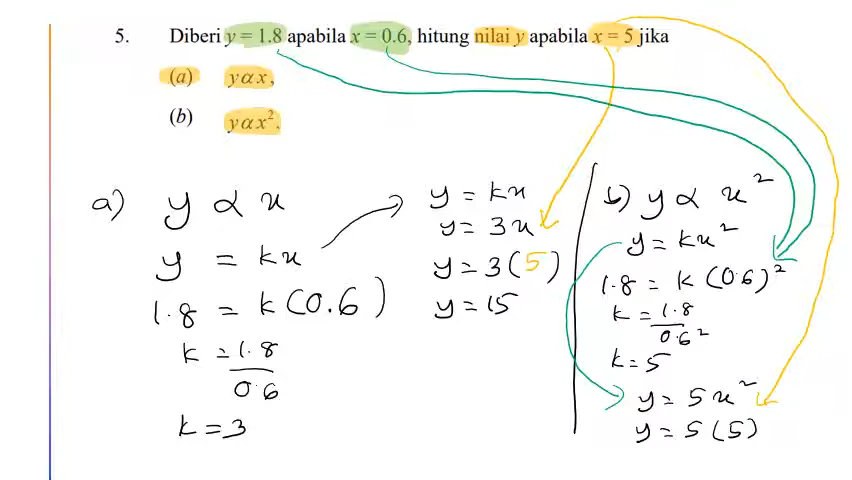 5. Diberi y = 1.8 apabila x = 0.6, hitung nilai y apabila x = 5 jika
(a) y α x,
(b) y α x².
a) y ∝ x
y = kx
1.8 = k(0.6)
k = 1.8/0.6
k = 3
y = kx
y = 3x
y = 3(5)
y = 15
b) y ∝ x²
y = kx²
1.8 = k(0.6)²
k = 1.8/0.6²
k = 5
y = 5x²
y = 5(5)